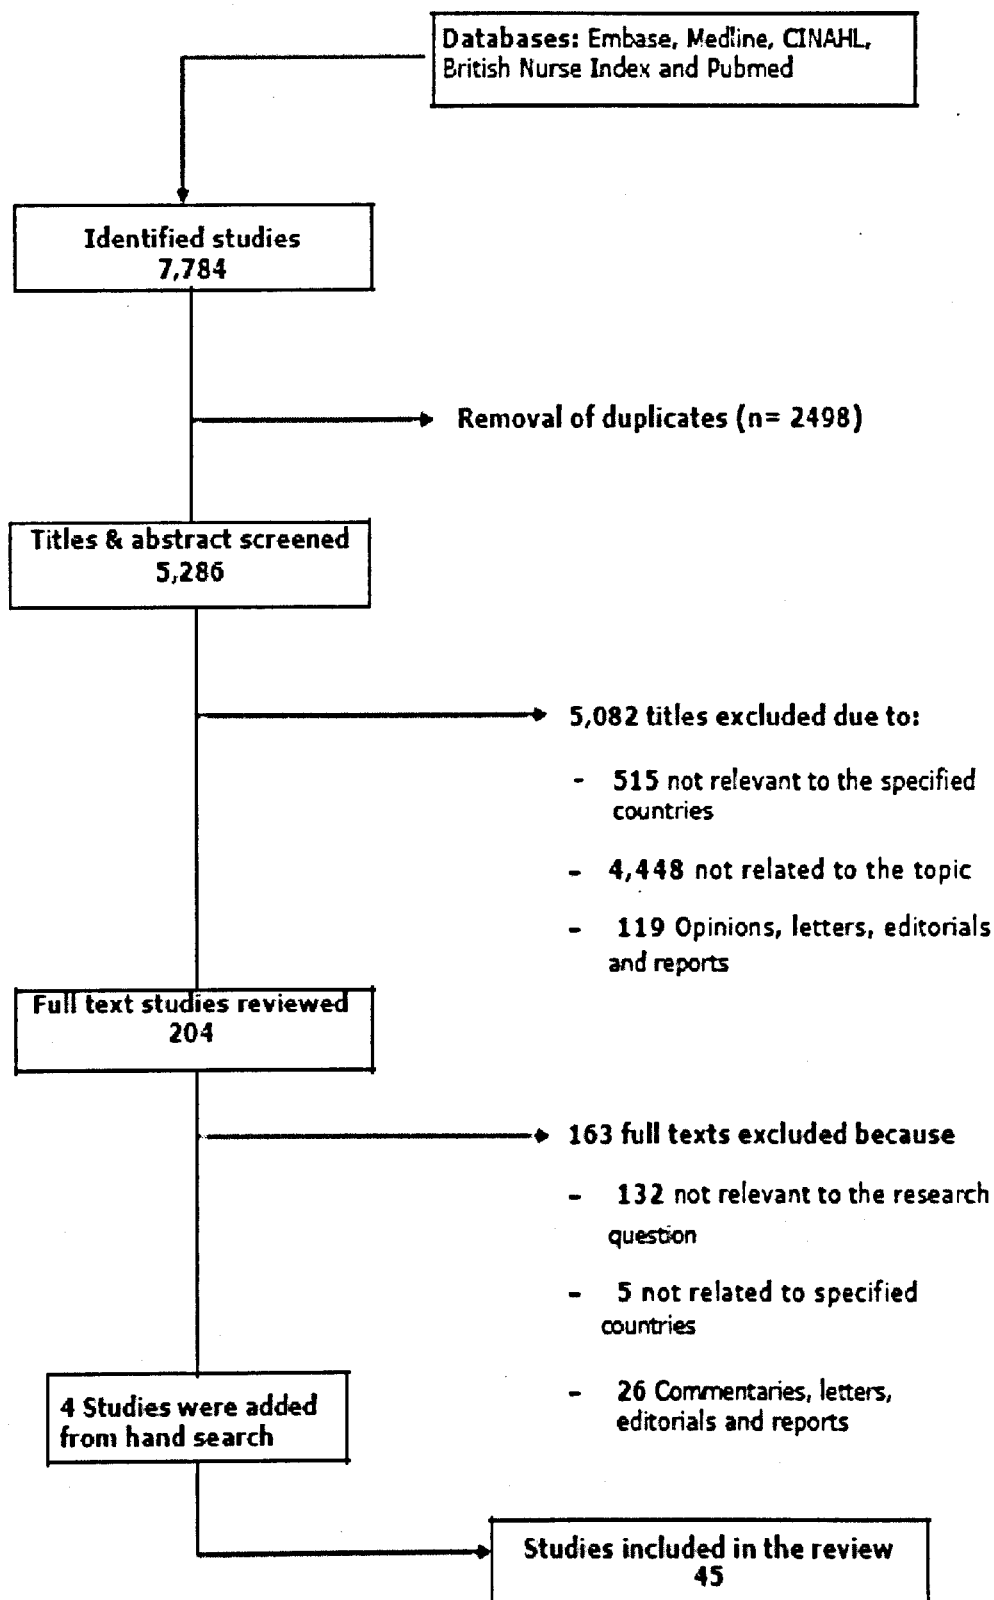 Databases: Embase, Medline, CINAHL,
British Nurse Index and Pubmed
Identified studies
7,784
Removal of duplicates (n= 2498)
Titles & abstract screened
5,286
5,082 titles excluded due to:
- 515 not relevant to the specified
countries
- 4,448 not related to the topic
- 119 Opinions, letters, editorials
and reports
Full text studies reviewed
204
163 full texts excluded because
- 132 not relevant to the research
question
- 5 not related to specified
countries
- 26 Commentaries, letters,
editorials and reports
4 Studies were added
from hand search
Studies included in the review
45